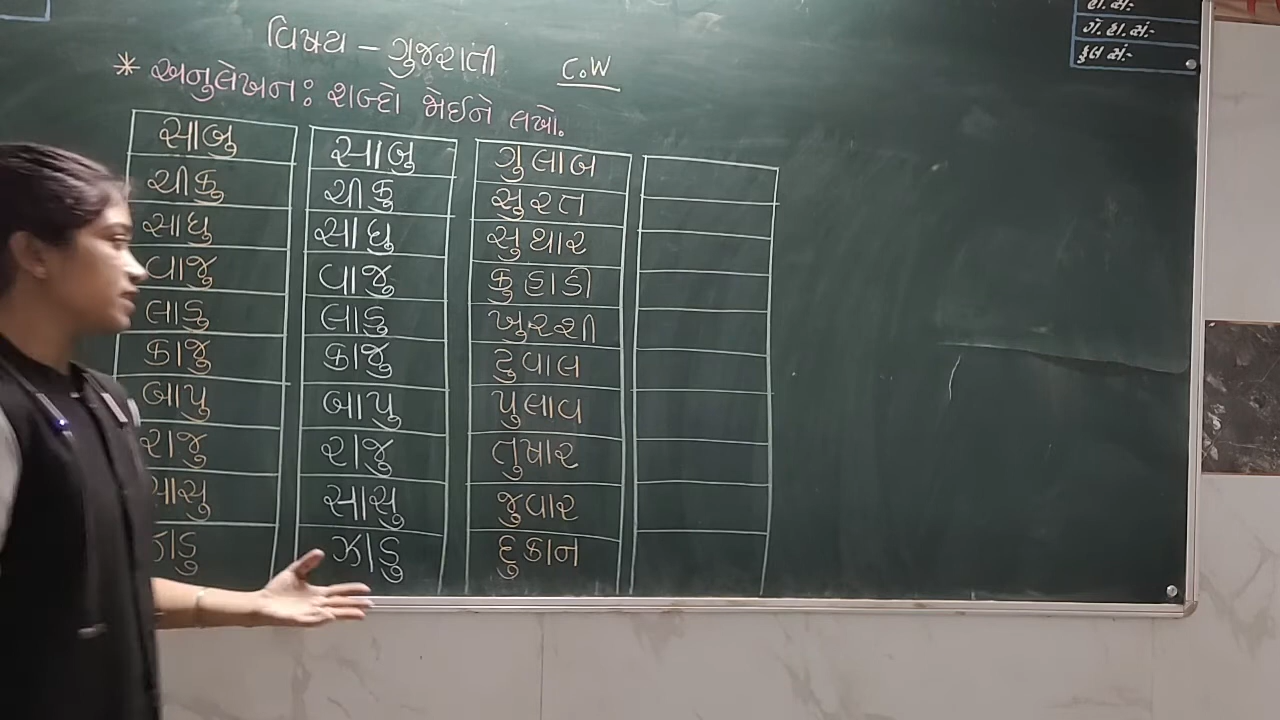 વિષય – ગુજરાતી
C.W
* અનુલેખન : શબ્દો જોઈને લખો.
સાબુ સાબુ ગુલાબ
ચીકુ ચીકુ સુરત
સાધુ સાધુ સુથાર
વાજુ વાજુ કુહાડી
લાડુ લાડુ ખુરશી
કાજુ કાજુ ટુવાલ
બાપુ બાપુ પુલાવ
રાજુ રાજુ તુષાર
સાસુ સાસુ જુવાર
ઝાડુ ઝાડુ દુકાન
હા. સં:-
ગે. હા. સં:-
કુલ સં:-